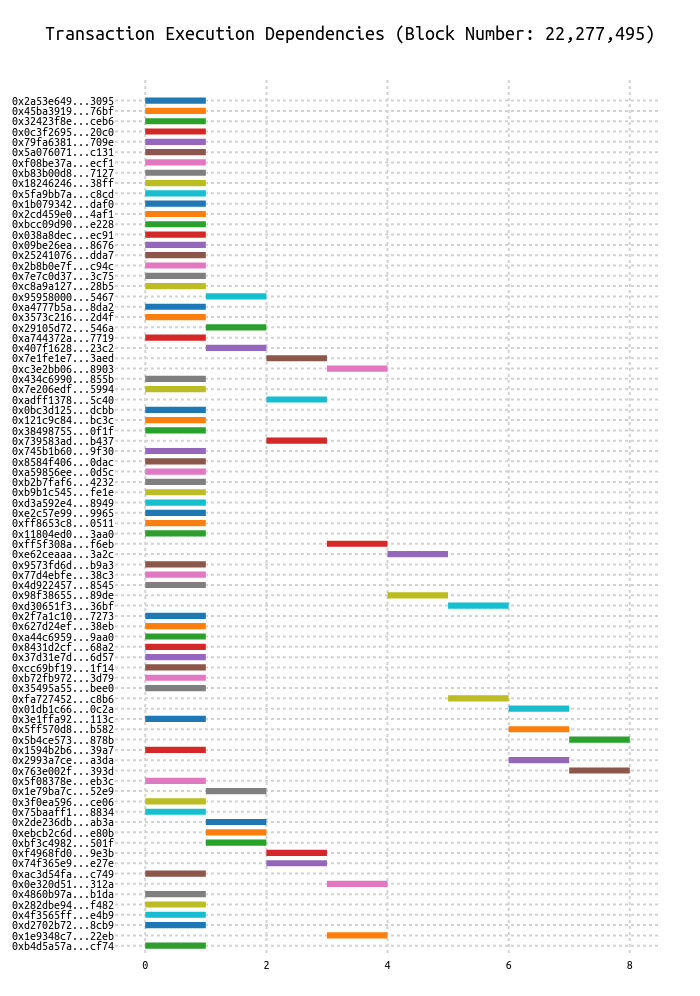 Transaction Execution Dependencies (Block Number: 22,277,495)
0x2a53e649...3095
0x45ba3919...76bf
0x32423f8e...ceb6
0x0c3f2695...20c0
0x79fa6381...709e
0x5a076071...c131
0xf08be37a...ecf1
0xb83b00d8...7127
0x18246246...38ff
0x5fa9bb7a...c8cd
0x1b079342...daf0
0x2cd459e0...4af1
0xbcc09d90...e228
0x038a8dec...ec91
0x09be26ea...8676
0x25241076...dda7
0x2b8b0e7f...c94c
0x7e7c0d37...3c75
0xc8a9a127...28b5
0x95958000...5467
0xa4777b5a...8da2
0x3573c216...2d4f
0x29105d72...546a
0xa744372a...7719
0x407f1628...23c2
0x7e1fe1e7...3aed
0xc3e2bb06...8903
0x434c6990...855b
0x7e206edf...5994
0xadff1378...5c40
0x0bc3d125...dcbb
0x121c9c84...bc3c
0x38498755...0f1f
0x739583ad...b437
0x745b1b60...9f30
0x8584f406...0dac
0xa59856ee...0d5c
0xb2b7faf6...4232
0xb9b1c545...fe1e
0xd3a592e4...8949
0xe2c57e99...9965
0xff8653c8...0511
0x11804ed0...3aa0
0xff5f308a...f6eb
0xe62ceaaa...3a2c
0x9573fd6d...b9a3
0x77d4ebfe...38c3
0x4d922457...8545
0x98f38655...89de
0xd30651f3...36bf
0x2f7a1c10...7273
0x627d24ef...38eb
0xa44c6959...9aa0
0x8431d2cf...68a2
0x37d31e7d...6d57
0xcc69bf19...1f14
0xb72fb972...3d79
0x35495a55...bee0
0xfa727452...c8b6
0x01db1c66...0c2a
0x3e1ffa92...113c
0x5ff570d8...b582
0x5b4ce573...878b
0x1594b2b6...39a7
0x2993a7ce...a3da
0x763e002f...393d
0x5f08378e...eb3c
0x1e79ba7c...52e9
0x3f0ea596...ce06
0x75baaff1...8834
0x2de236db...ab3a
0xebcb2c6d...e80b
0xbf3c4982...501f
0xf4968fd0...9e3b
0x74f365e9...e27e
0xac3d54fa...c749
0x0e320d51...312a
0x4860b97a...b1da
0x282dbe94...f482
0x4f3565ff...e4b9
0xd2702b72...8cb9
0x1e9348c7...22eb
0xb4d5a57a...cf74
0 2 4 6 8